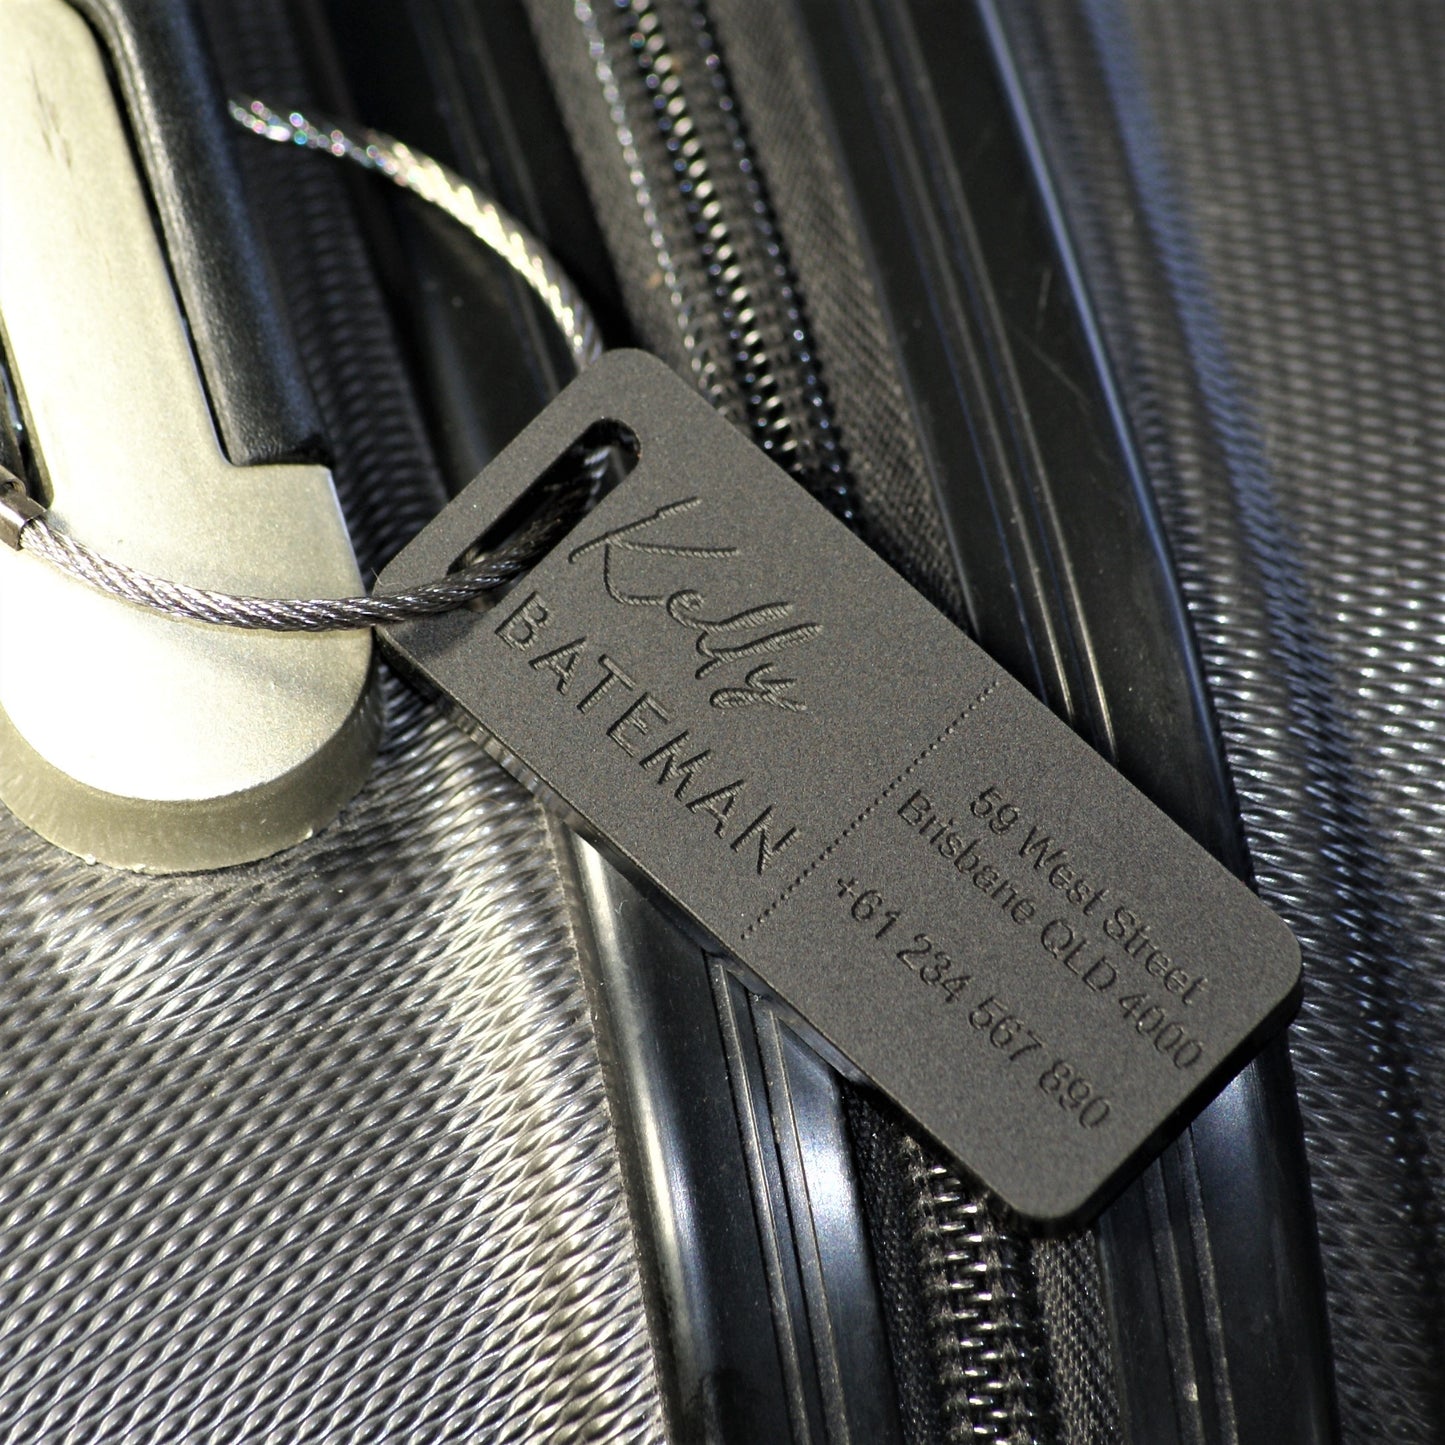 Kelly
BATEMAN
59 West Street
Brisbane QLD 4000
+61 234 567 890